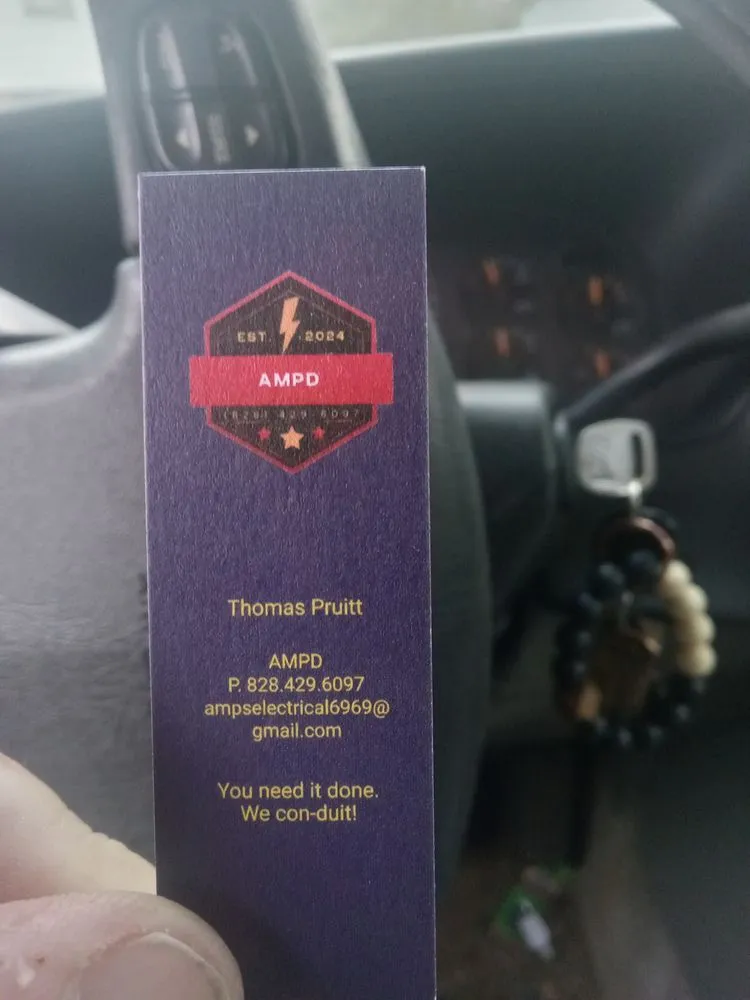 EST. 2024
AMPD
(828) 429 6097
Thomas Pruitt
AMPD
P. 828.429.6097
ampselectrical6969@
gmail.com
You need it done.
We con-duit!